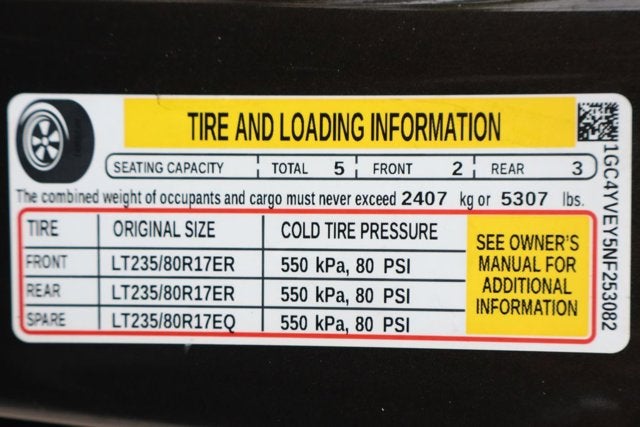 TIRE AND LOADING INFORMATION
SEATING CAPACITY TOTAL 5 FRONT 2 REAR 3
The combined weight of occupants and cargo must never exceed 2407 kg or 5307 lbs.
TIRE ORIGINAL SIZE COLD TIRE PRESSURE
FRONT LT235/80R17ER 550 kPa, 80 PSI
REAR LT235/80R17ER 550 kPa, 80 PSI
SPARE LT235/80R17EQ 550 kPa, 80 PSI
SEE OWNER'S
MANUAL FOR
ADDITIONAL
INFORMATION
1GC4YVEY5NF253082